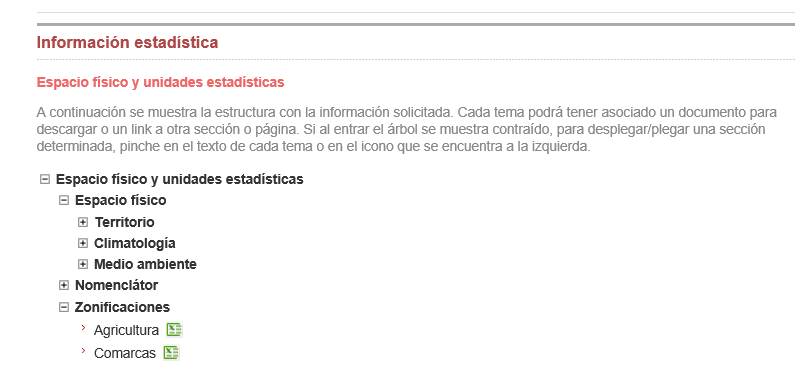 Información estadística
Espacio físico y unidades estadísticas
A continuación se muestra la estructura con la información solicitada. Cada tema podrá tener asociado un documento para
descargar o un link a otra sección o página. Si al entrar el árbol se muestra contraído, para desplegar/plegar una sección
determinada, pinche en el texto de cada tema o en el icono que se encuentra a la izquierda.
Espacio físico y unidades estadísticas
Espacio físico
Territorio
Climatología
Medio ambiente
Nomenclátor
Zonificaciones
Agricultura
Comarcas